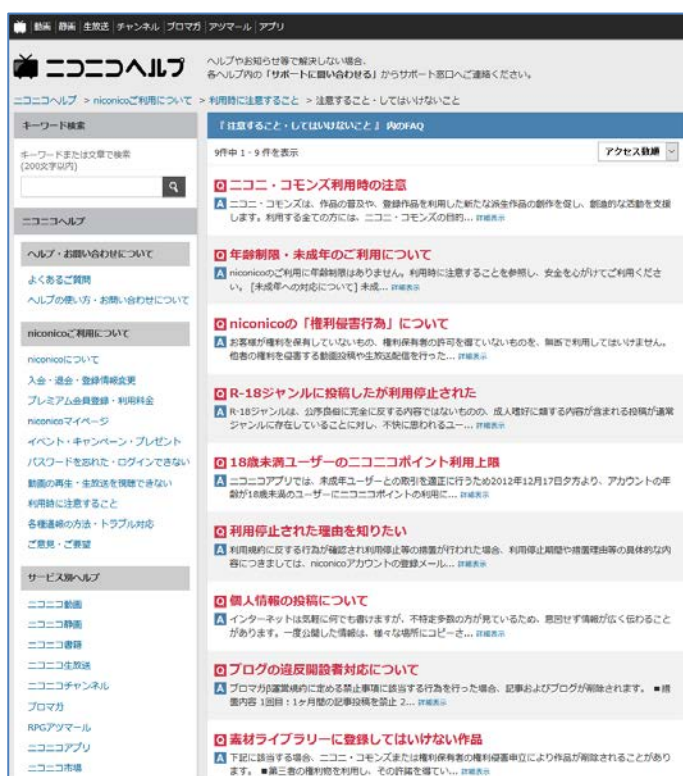 動画 静画 生放送 チャンネル ブロマガ アツマール アプリ
ニコニコヘルプ
ヘルプやお知らせ等で解決しない場合、
各ヘルプ内の「サポートに問い合わせる」からサポート窓口へご連絡ください。
ニコニコヘルプ > niconicoご利用について > 利用時に注意すること > 注意すること・してはいけないこと
キーワード検索
キーワードまたは文章で検索
(200文字以内)
ニコニコヘルプ
ヘルプ・お問い合わせについて
よくあるご質問
ヘルプの使い方・お問い合わせについて
niconicoご利用について
niconicoについて
入会・退会・登録情報変更
プレミアム会員登録・利用料金
niconicoマイページ
イベント・キャンペーン・プレゼント
パスワードを忘れた・ログインできない
動画の再生・生放送を視聴できない
利用時に注意すること
各種通報の方法・トラブル対応
ご意見・ご要望
サービス別ヘルプ
ニコニコ動画
ニコニコ静画
ニコニコ書籍
ニコニコ生放送
ニコニコチャンネル
ブロマガ
RPGアツマール
ニコニコアプリ
ニコニコ市場
『 注意すること・してはいけないこと 』 内のFAQ
9件中 1 - 9 件を表示
アクセス数順
Q ニコニ・コモンズ利用時の注意
A ニコニ・コモンズは、作品の普及や、登録作品を利用した新たな派生作品の創作を促し、創造的な活動を支援
します。利用する全ての方には、ニコニ・コモンズの目的... 詳細表示
Q 年齢制限・未成年のご利用について
A niconicoのご利用に年齢制限はありません。利用時に注意することを参照し、安全を心がけてご利用くださ
い。 [未成年への対応について] 未成... 詳細表示
Q niconicoの「権利侵害行為」について
A お客様が権利を保有していないもの、権利保有者の許可を得ていないものを、無断で利用してはいけません。
他者の権利を侵害する動画投稿や生放送配信を行った... 詳細表示
Q R-18ジャンルに投稿したが利用停止された
A R-18ジャンルは、公序良俗に完全に反する内容ではないものの、成人嗜好に類する内容が含まれる投稿が通常
ジャンルに存在していることに対し、不快に思われるユー... 詳細表示
Q 18歳未満ユーザーのニコニコポイント利用上限
A ニコニコアプリでは、未成年ユーザーとの取引を適正に行うため2012年12月17日夕方より、アカウントの年
齢が18歳未満のユーザーにニコニコポイントの利用に... 詳細表示
Q 利用停止された理由を知りたい
A 利用規約に反する行為が確認され利用停止等の措置が行われた場合、利用停止期間や措置理由等の具体的な内
容につきましては、niconicoアカウントの登録メール... 詳細表示
Q 個人情報の投稿について
A インターネットは気軽に何でも書けますが、不特定多数の方が見ているため、意図せず情報が広く伝わること
があります。一度公開した情報は、様々な場所にコピーさ... 詳細表示
Q ブログの違反開設者対応について
A ブロマガβ運営規約に定める禁止事項に該当する行為を行った場合、記事およびブログが削除されます。 ■措
置内容 1回目：1ヶ月間の記事投稿を禁止 2... 詳細表示
Q 素材ライブラリーに登録してはいけない作品
A 下記に該当する場合、ニコニ・コモンズまたは権利保有者の権利侵害申立により作品が削除されることがあり
ます。 ■第三者の権利物を利用し、その許諾を得てい... 詳細表示